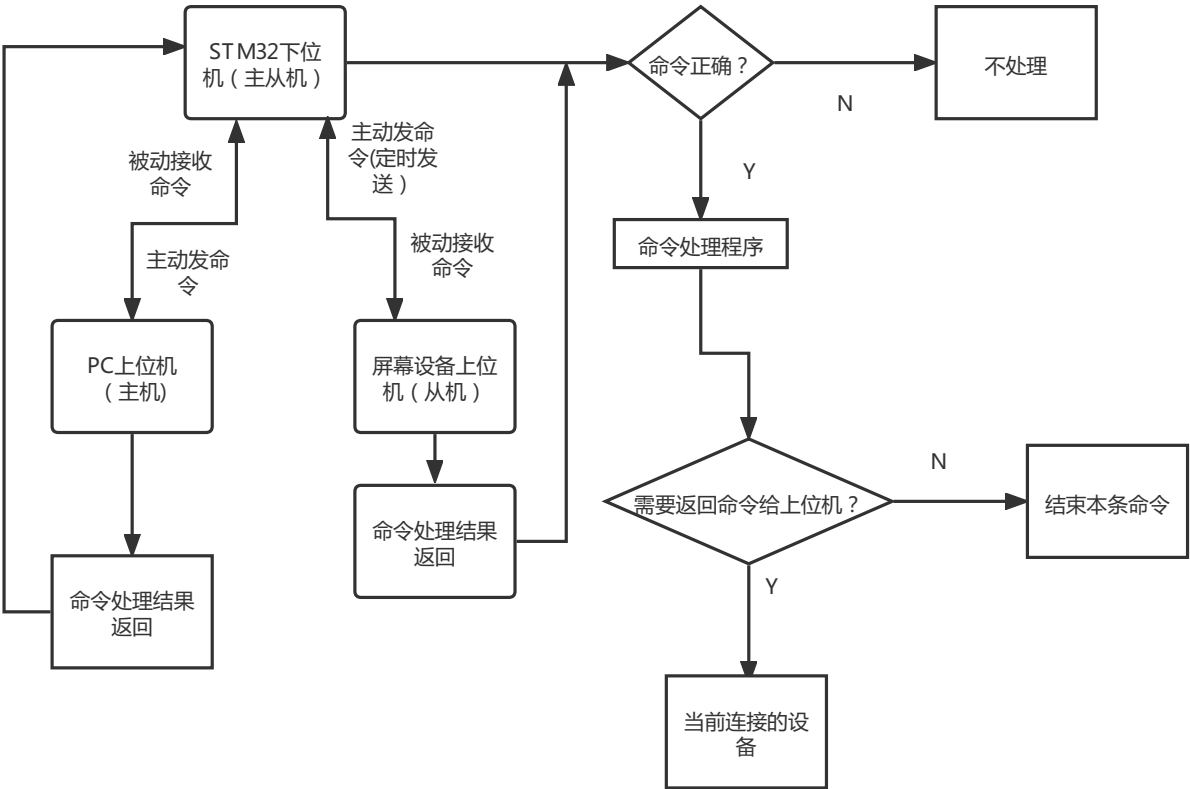 STM32下位
机（主从机）
命令正确？
不处理
N
主动发命
令(定时发
送）
被动接收
命令
Y
主动发命
令
被动接收
命令
命令处理程序
PC上位机
（主机)
屏幕设备上位
机（从机）
N
需要返回命令给上位机？
结束本条命令
命令处理结果
返回
Y
命令处理结果
返回
当前连接的设
备